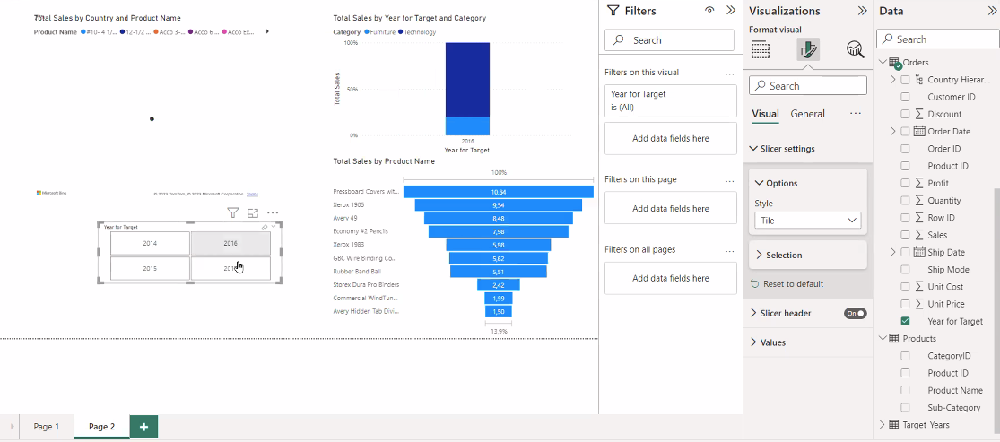 Total Sales by Country and Product Name
Product Name #10- 4 1/... 12-1/2 ... Acco 3-... Acco 6 ... Acco Ex...
Microsoft Bing
© 2023 TomTom, © 2023 Microsoft Corporation Terms
Year for Target
2014 2016
2015
Total Sales by Year for Target and Category
Category Furniture Technology
100%
50%
0%
Total Sales
2016
Year for Target
Total Sales by Product Name
100%
Pressboard Covers wit... 10,64
Xerox 1905 9,54
Avery 49 8,48
Economy #2 Pencils 7,98
Xerox 1983 5,98
GBC Wire Binding Co... 5,62
Rubber Band Ball 5,51
Storex Dura Pro Binders 2,42
Commercial WindTun... 1,59
Avery Hidden Tab Divi... 1,50
13,9%
Page 1
Page 2
+
Filters
Search
Filters on this visual ...
Year for Target
is (All)
Add data fields here
Filters on this page ...
Add data fields here
Filters on all pages ...
Add data fields here
Visualizations
Format visual
Search
Visual General ...
Slicer settings
Options
Style
Tile
Selection
Reset to default
Slicer header On
Values
Data
Search
Orders
Country Hierar...
Customer ID
Discount
Order Date
Order ID
Product ID
Profit
Quantity
Row ID
Sales
Ship Date
Ship Mode
Unit Cost
Unit Price
Year for Target
Products
CategoryID
Product ID
Product Name
Sub-Category
Target_Years